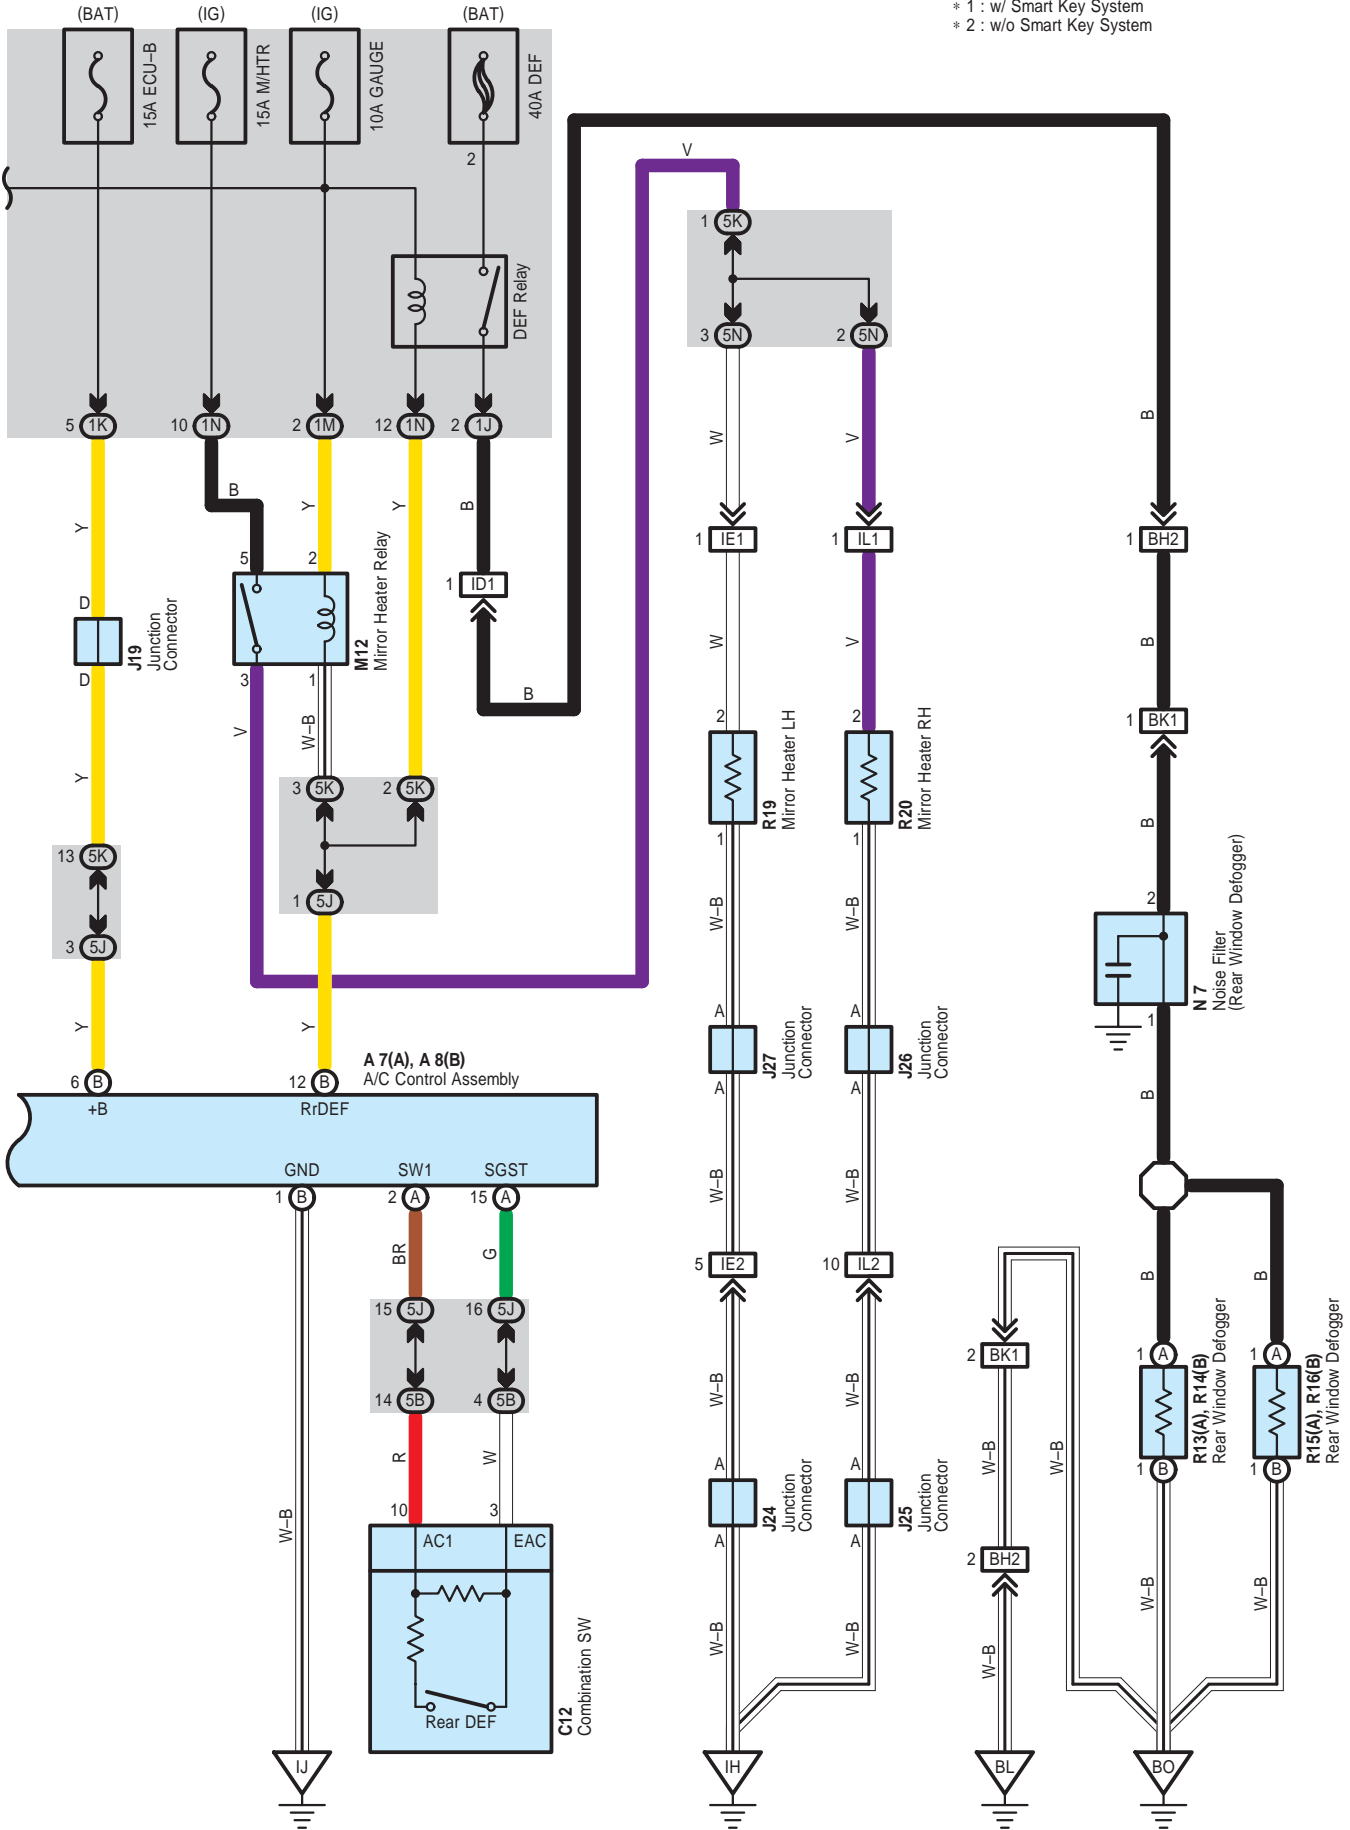 (BAT) (IG) (IG) (BAT)
∗ 1 : w/ Smart Key System
∗ 2 : w/o Smart Key System
15A ECU–B
15A M/HTR
10A GAUGE
40A DEF
2
V
1 5K
DEF Relay
3 5N 2 5N
5 1K 10 1N 2 1M 12 1N 2 1J
B
W V
B
Y Y Y B
1 IE1 1 IL1 1 BH2
5 2
1 ID1
Mirror Heater Relay
M12
D
J19
Junction
Connector
D
W V B
3 1
B
V W–B
2 2
1 BK1
Y
3 5K 2 5K
R19
Mirror Heater LH
R20
Mirror Heater RH
B
1 1
13 5K
1 5J
3 5J
W–B W–B
2
N 7
Noise Filter
(Rear Window Defogger)
1
A A
J27
Junction
Connector
J26
Junction
Connector
A A
Y Y
A 7(A), A 8(B)
A/C Control Assembly
6 B 12 B
+B RrDEF
B
GND SW1 SGST
1 B 2 A 15 A
W–B W–B
BR G
5 IE2 10 IL2
B B
15 5J 16 5J
14 5B 4 5B
2 BK1
1 A 1 A
R13(A), R14(B)
Rear Window Defogger
R15(A), R16(B)
Rear Window Defogger
1 B 1 B
W–B W–B
R W
W–B W–B
A A
J24
Junction
Connector
J25
Junction
Connector
A A
10 3
AC1 EAC
W–B
2 BH2
W–B W–B
W–B W–B
W–B
Rear DEF
C12
Combination SW
IJ IH BL BO